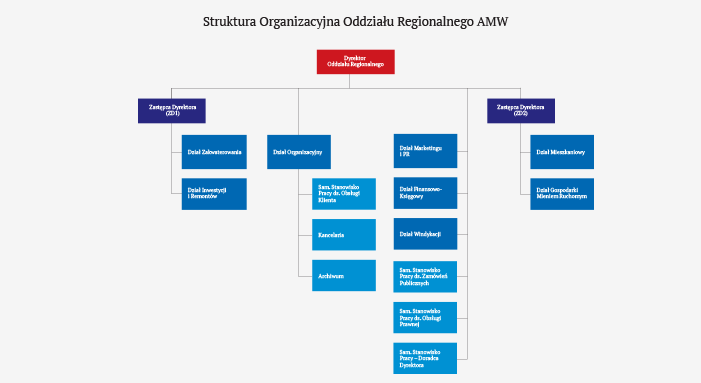 Struktura Organizacyjna Oddziału Regionalnego AMW
Dyrektor
Oddziału Regionalnego
Zastępca Dyrektora
(ZD1)
Zastępca Dyrektora
(ZD2)
Dział Zakwaterowania
Dział Inwestycji
i Remontów
Dział Organizacyjny
Sam. Stanowisko
Pracy ds. Obsługi
Klienta
Kancelaria
Archiwum
Dział Marketingu
i PR
Dział Finansowo-
Księgowy
Dział Windykacji
Sam. Stanowisko
Pracy ds. Zamówień
Publicznych
Sam. Stanowisko
Pracy ds. Obsługi
Prawnej
Sam. Stanowisko
Pracy – Doradca
Dyrektora
Dział Mieszkaniowy
Dział Gospodarki
Mieniem Ruchomym